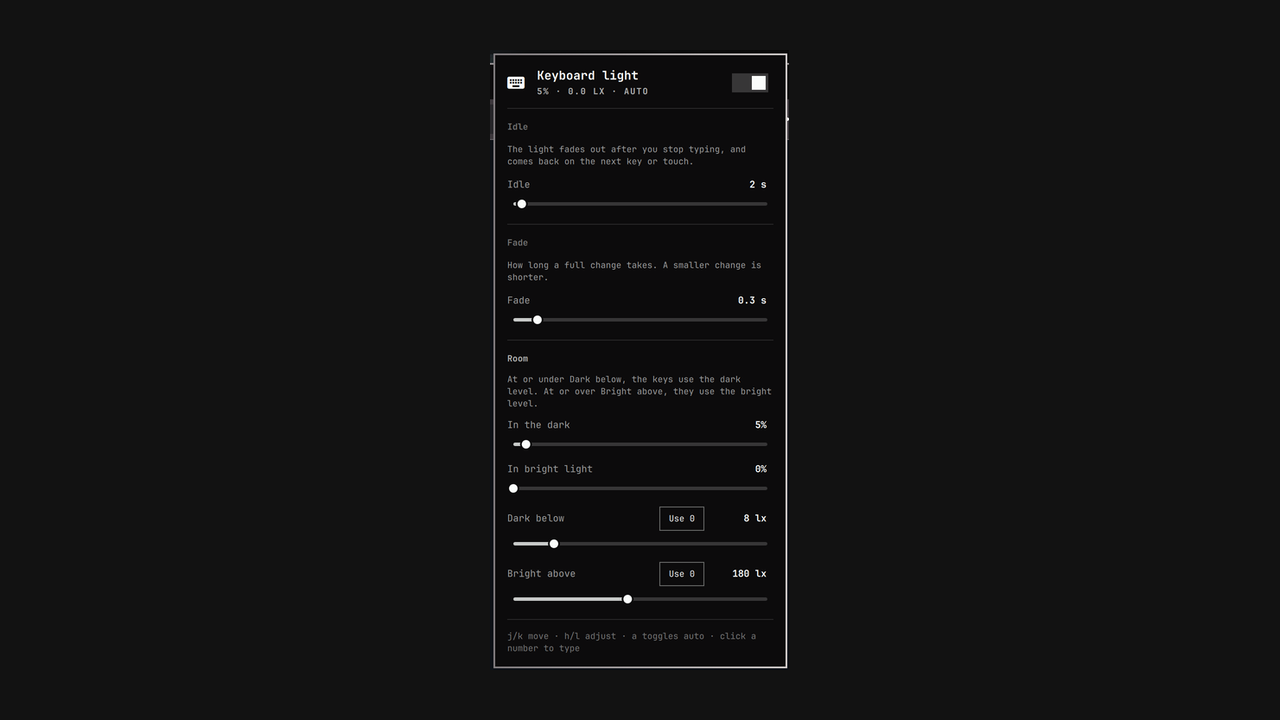 Keyboard light
5% · 0.0 LX · AUTO
Idle
The light fades out after you stop typing, and
comes back on the next key or touch.
Idle 2 s
Fade
How long a full change takes. A smaller change is
shorter.
Fade 0.3 s
Room
At or under Dark below, the keys use the dark
level. At or over Bright above, they use the bright
level.
In the dark 5%
In bright light 0%
Dark below Use 0 8 lx
Bright above Use 0 180 lx
j/k move · h/l adjust · a toggles auto · click a
number to type